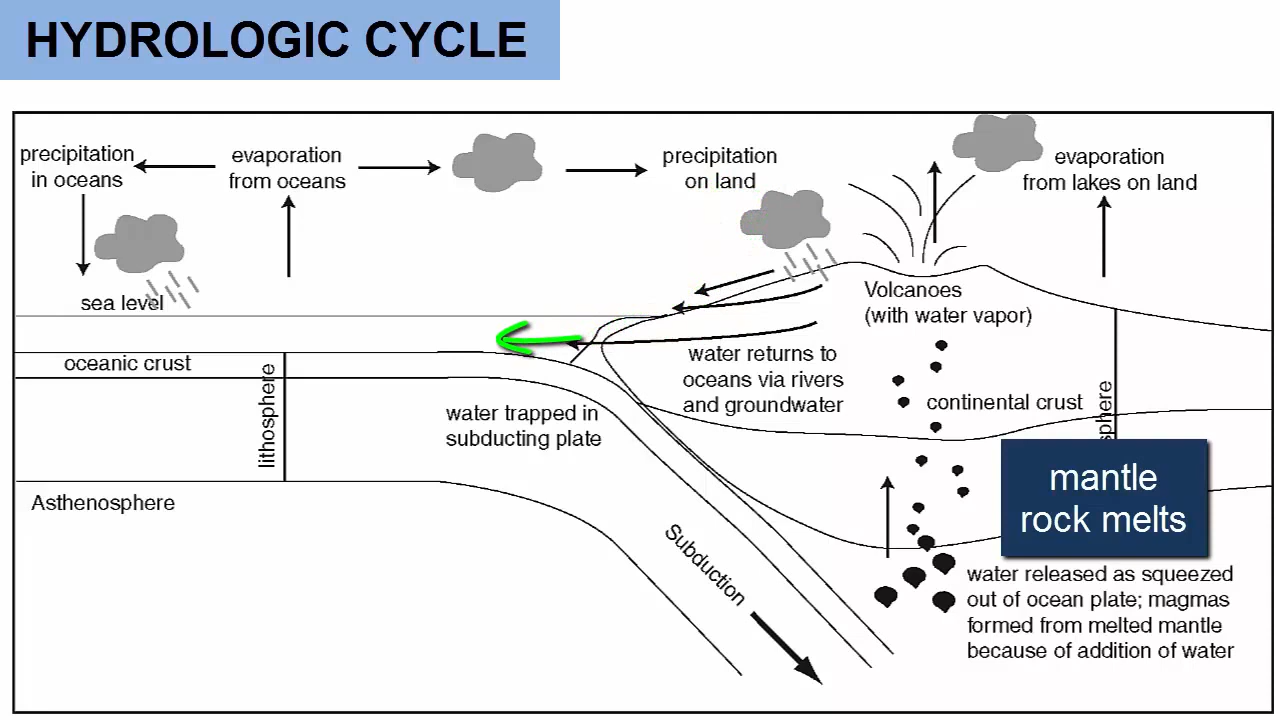 HYDROLOGIC CYCLE
precipitation
in oceans
evaporation
from oceans
precipitation
on land
evaporation
from lakes on land
sea level
Volcanoes
(with water vapor)
oceanic crust
lithosphere
water returns to
oceans via rivers
and groundwater
continental crust
water trapped in
subducting plate
sphere
mantle
rock melts
Asthenosphere
Subduction
water released as squeezed
out of ocean plate; magmas
formed from melted mantle
because of addition of water